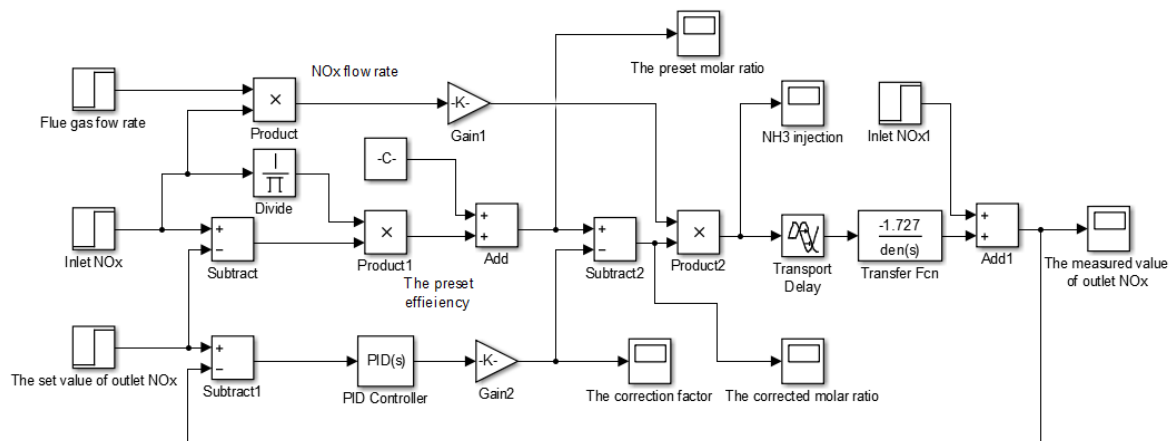 The preset molar ratio
NOx flow rate
×
Product
Flue gas fow rate
-K-
Gain1
NH3 injection
Inlet NOx1
-C-
1
∏
Divide
Inlet NOx
+
−
Subtract
×
Product1
+
+
Add
+
−
Subtract2
×
Product2
Transport
Delay
-1.727
den(s)
Transfer Fcn
+
+
Add1
The measured value
of outlet NOx
The preset
effieiency
The set value of outlet NOx
+
−
Subtract1
PID(s)
PID Controller
-K-
Gain2
The correction factor
The corrected molar ratio